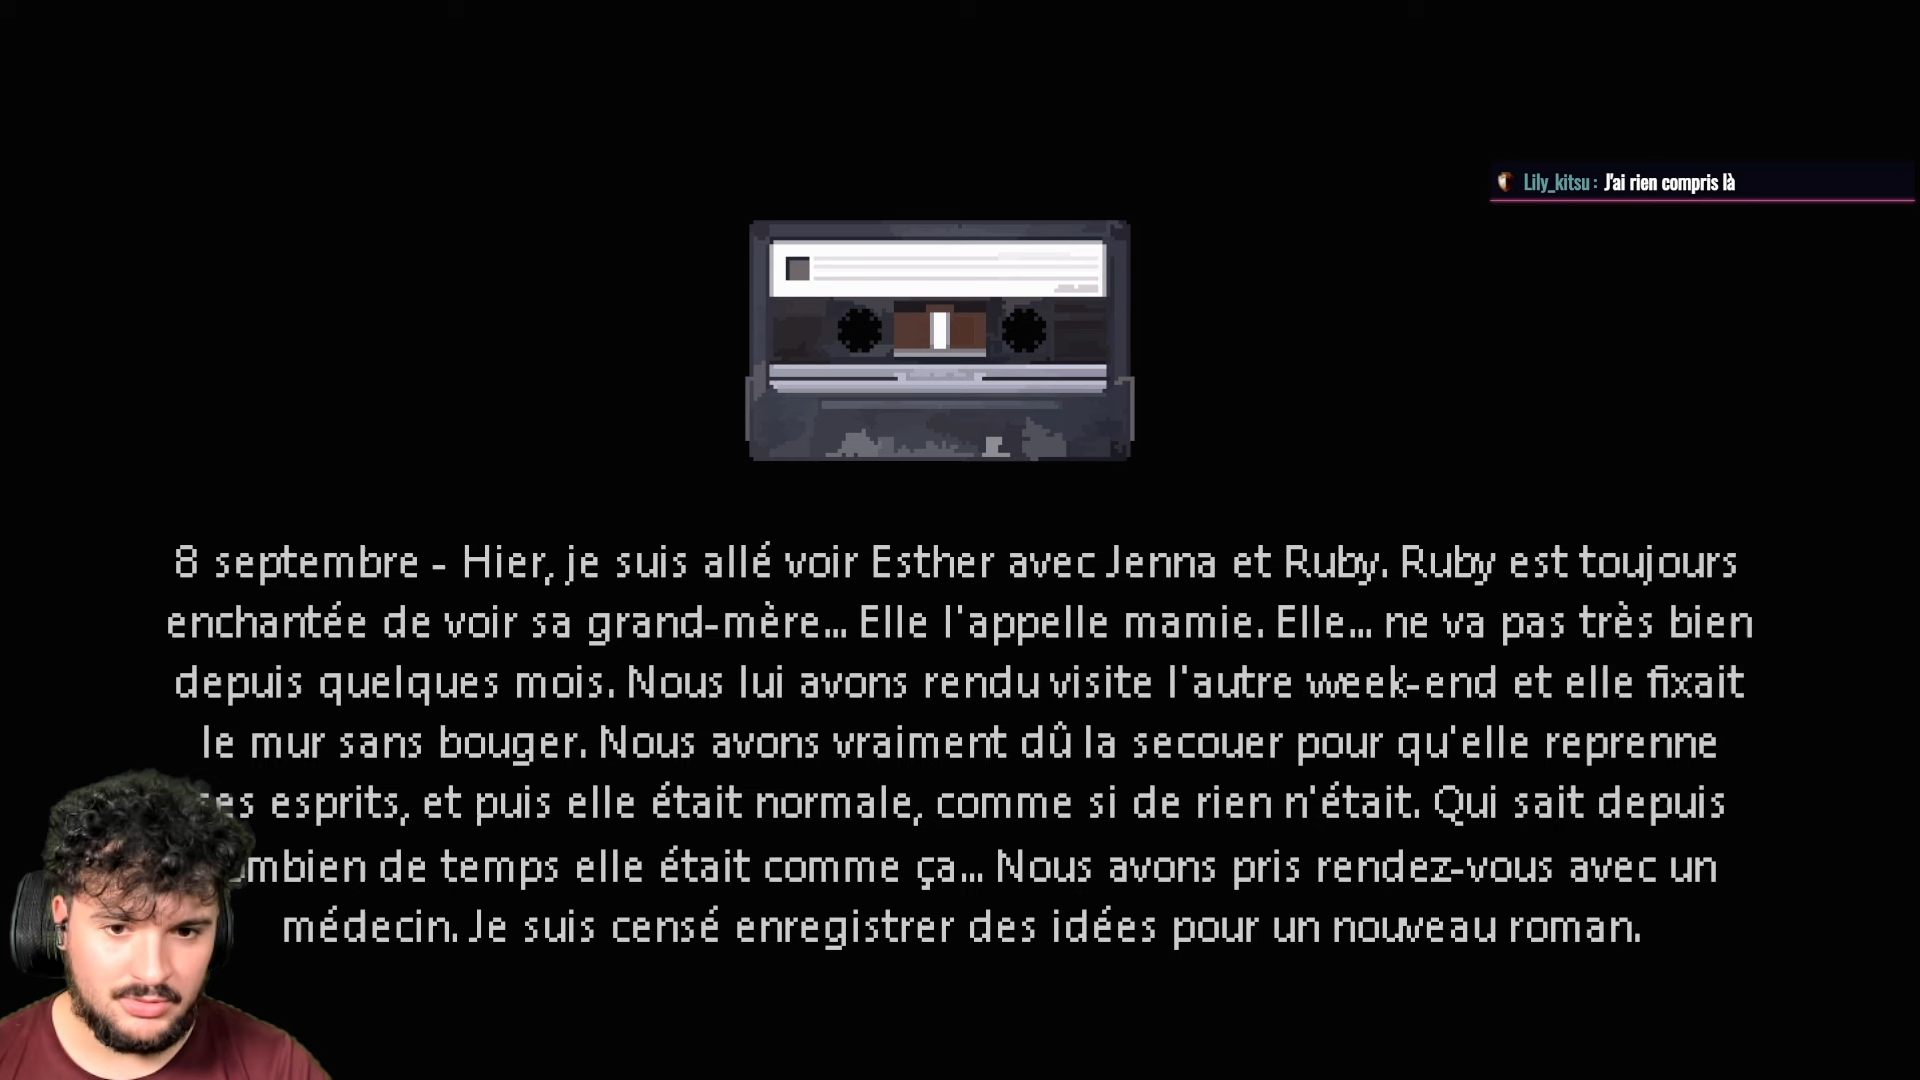 Lily_kitsu : J'ai rien compris là
8 septembre - Hier, je suis allé voir Esther avec Jenna et Ruby. Ruby est toujours
enchantée de voir sa grand-mère... Elle l'appelle mamie. Elle... ne va pas très bien
depuis quelques mois. Nous lui avons rendu visite l'autre week-end et elle fixait
le mur sans bouger. Nous avons vraiment dû la secouer pour qu'elle reprenne
esprits, et puis elle était normale, comme si de rien n'était. Qui sait depuis
de temps elle était comme ça... Nous avons pris rendez-vous avec un
médecin. Je suis censé enregistrer des idées pour un nouveau roman.